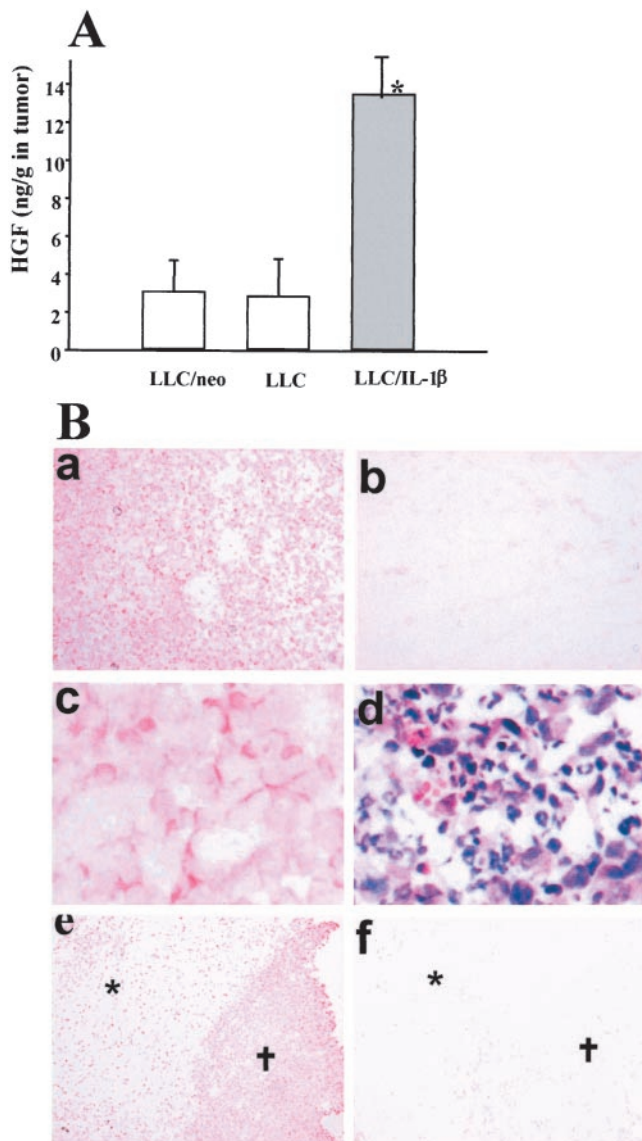 A
HGF (ng/g in tumor)
14
12
10
8
6
4
2
0
*
LLC/neo
LLC
LLC/IL-1β
B
a
b
c
d
e
f
*
†
*
†